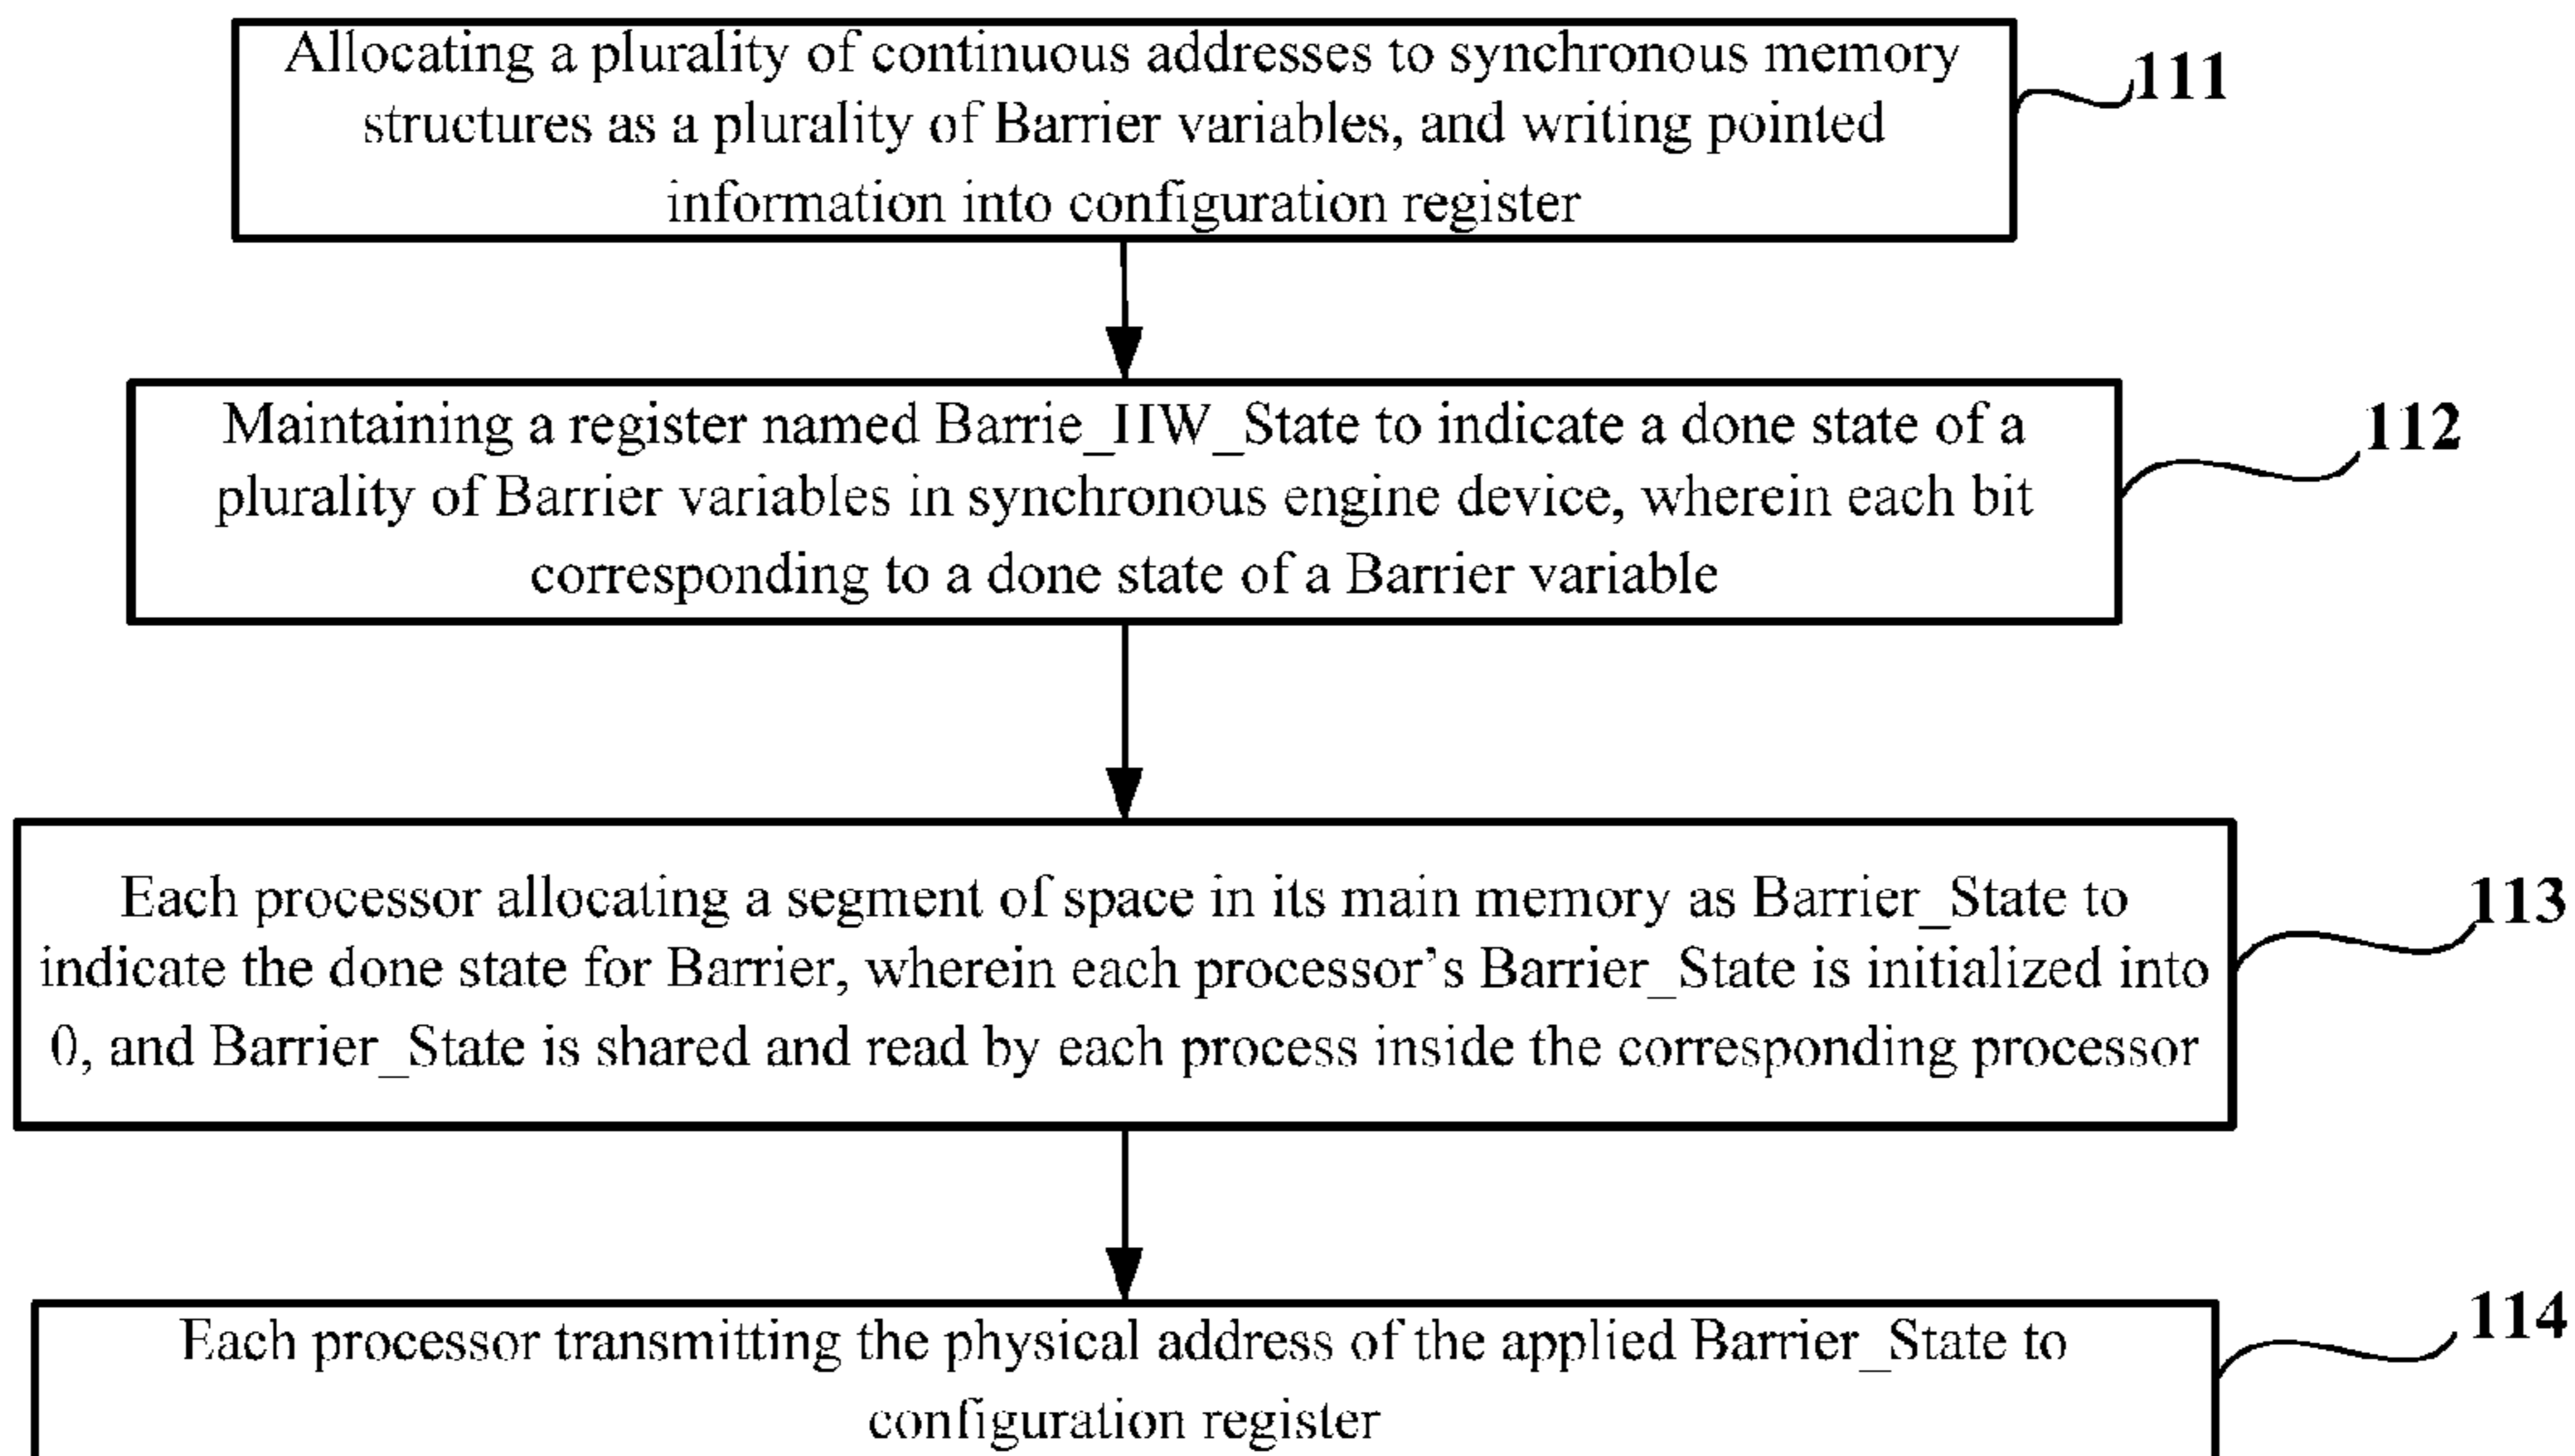 Allocating a plurality of continuous addresses to synchronous memory
structures as a plurality of Barrier variables, and writing pointed
information into configuration register
111
Maintaining a register named Barrie_HW_State to indicate a done state of a
plurality of Barrier variables in synchronous engine device, wherein each bit
corresponding to a done state of a Barrier variable
112
Each processor allocating a segment of space in its main memory as Barrier_State to
indicate the done state for Barrier, wherein each processor’s Barrier_State is initialized into
0, and Barrier_State is shared and read by each process inside the corresponding processor
113
Each processor transmitting the physical address of the applied Barrier_State to
configuration register
114